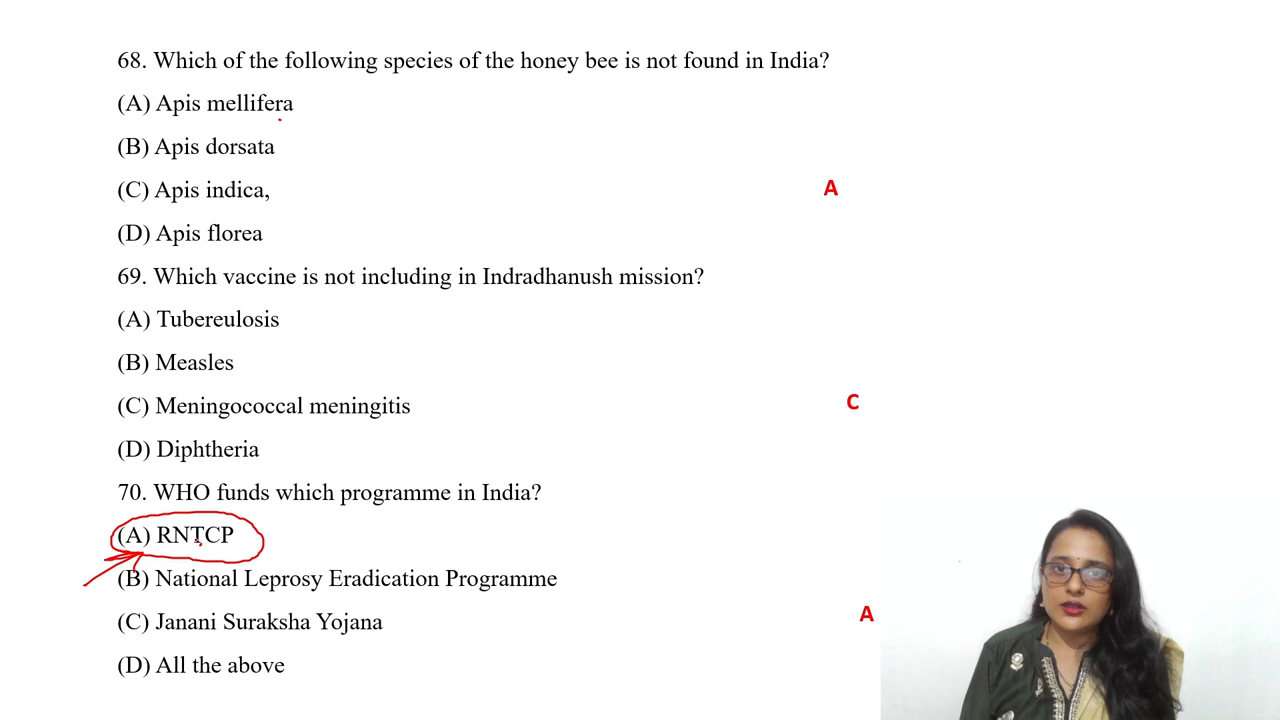 68. Which of the following species of the honey bee is not found in India?
(A) Apis mellifera
(B) Apis dorsata
(C) Apis indica,
A
(D) Apis florea
69. Which vaccine is not including in Indradhanush mission?
(A) Tubereulosis
(B) Measles
(C) Meningococcal meningitis
C
(D) Diphtheria
70. WHO funds which programme in India?
(A) RNTCP
(B) National Leprosy Eradication Programme
(C) Janani Suraksha Yojana
A
(D) All the above